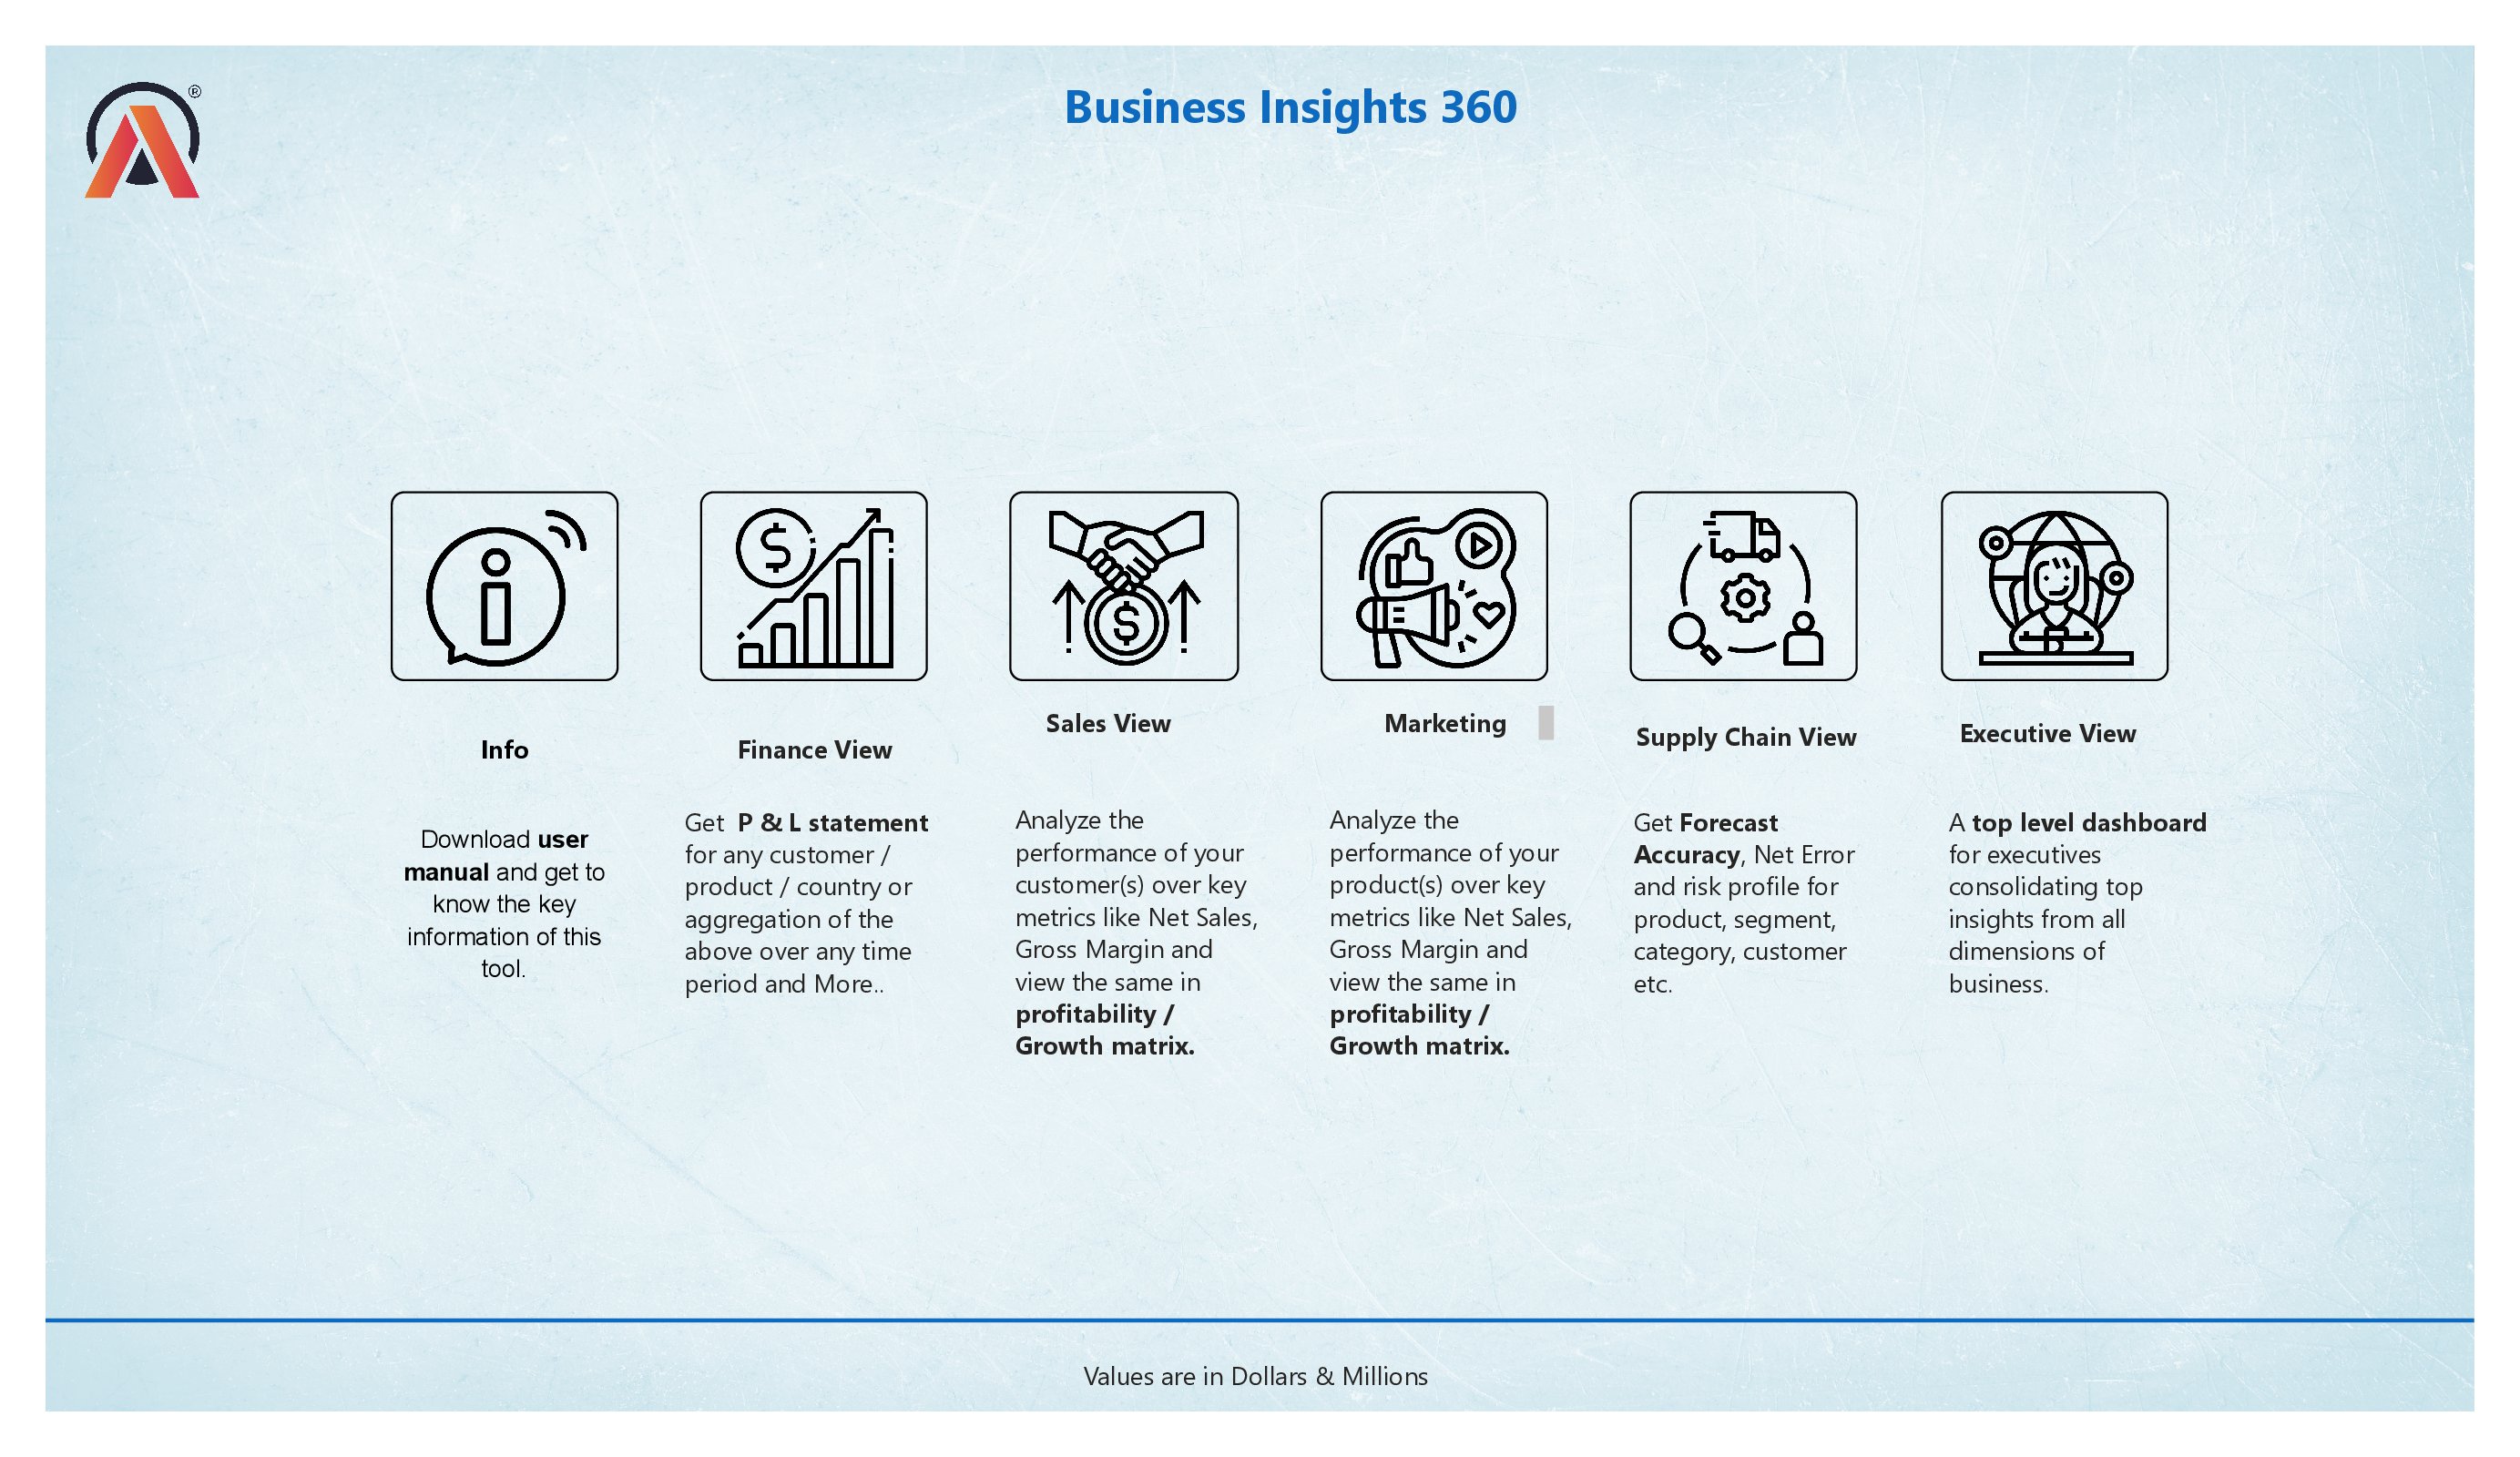 ®
Business Insights 360
Info
Download user
manual and get to
know the key
information of this
tool.
Finance View
Get P & L statement
for any customer /
product / country or
aggregation of the
above over any time
period and More..
Sales View
Analyze the
performance of your
customer(s) over key
metrics like Net Sales,
Gross Margin and
view the same in
profitability /
Growth matrix.
Marketing
Analyze the
performance of your
product(s) over key
metrics like Net Sales,
Gross Margin and
view the same in
profitability /
Growth matrix.
Supply Chain View
Get Forecast
Accuracy, Net Error
and risk profile for
product, segment,
category, customer
etc.
Executive View
A top level dashboard
for executives
consolidating top
insights from all
dimensions of
business.
Values are in Dollars & Millions